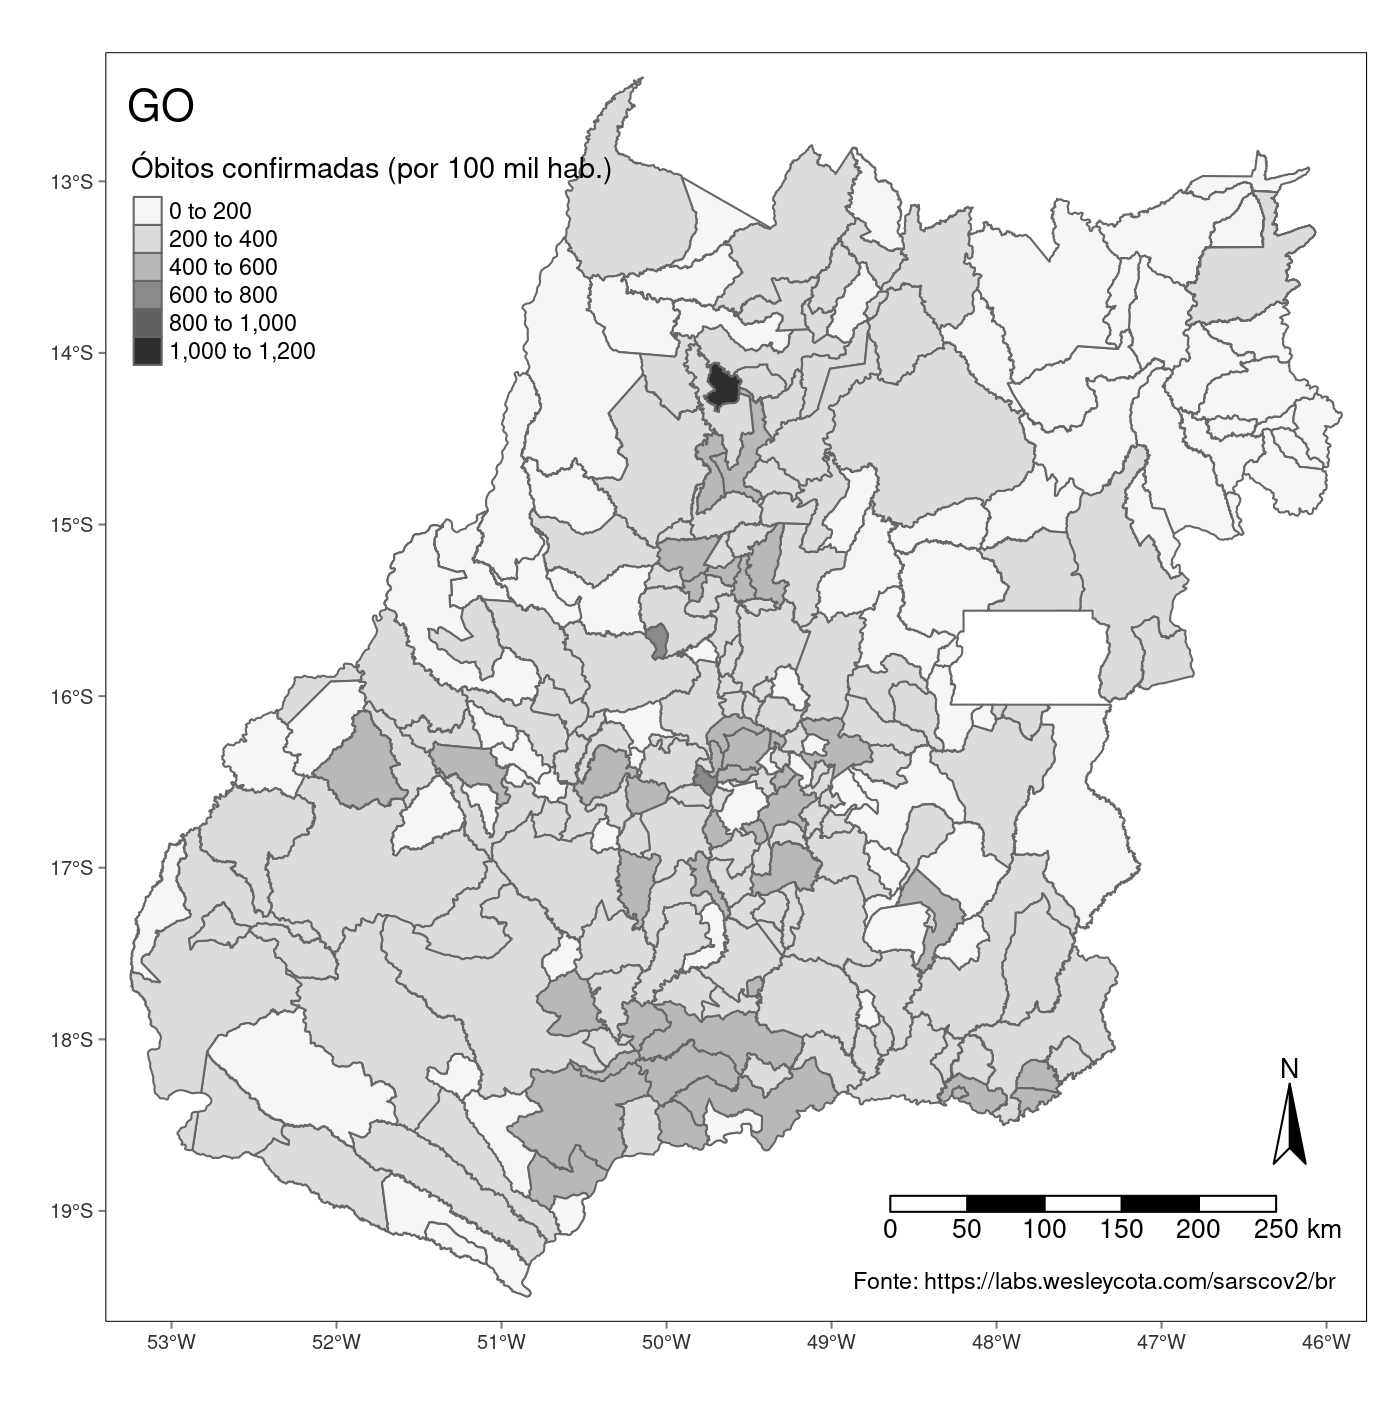 GO
Óbitos confirmadas (por 100 mil hab.)
0 to 200
200 to 400
400 to 600
600 to 800
800 to 1,000
1,000 to 1,200
13°S
14°S
15°S
16°S
17°S
18°S
19°S
N
0 50 100 150 200 250 km
Fonte: https://labs.wesleycota.com/sarscov2/br
53°W 52°W 51°W 50°W 49°W 48°W 47°W 46°W